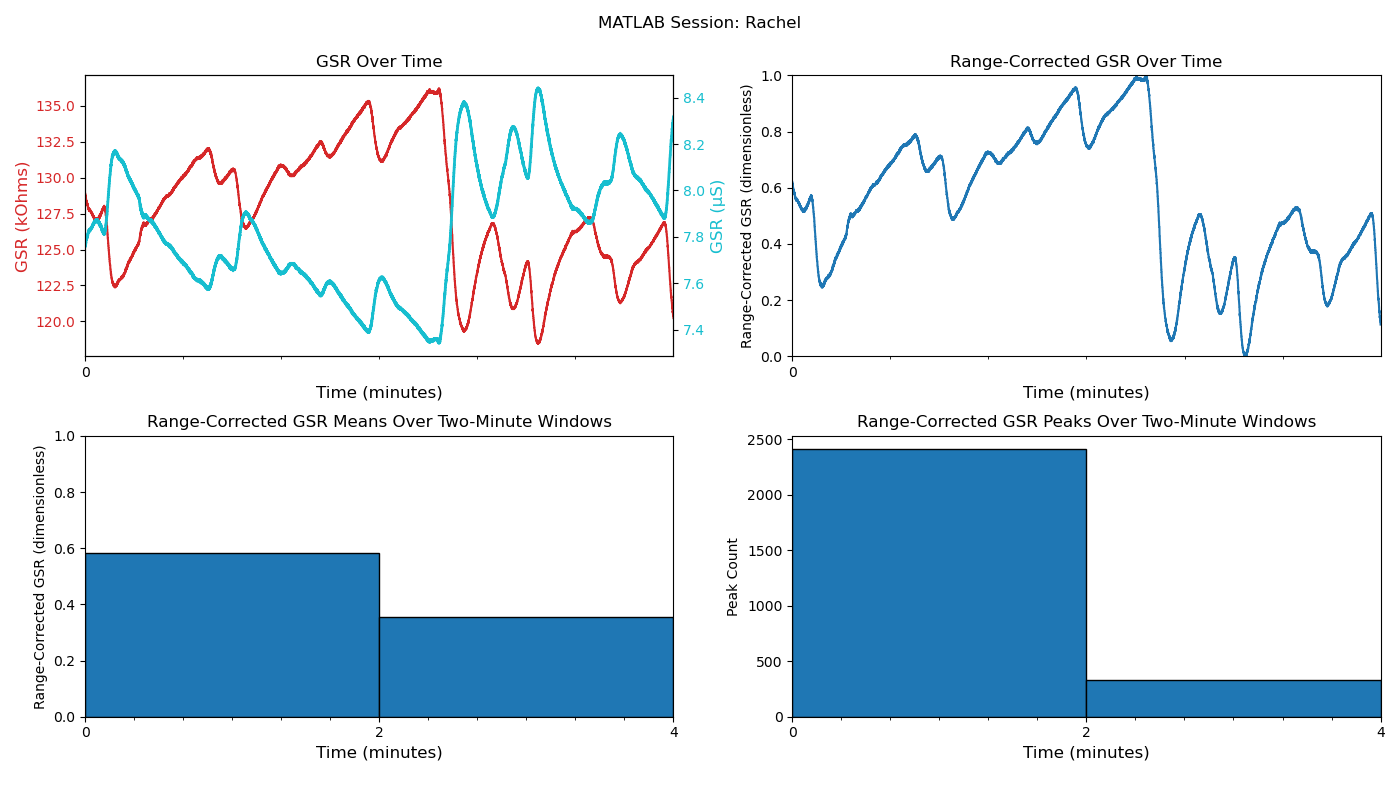 MATLAB Session: Rachel
GSR Over Time
GSR (kOhms)
135.0
132.5
130.0
127.5
125.0
122.5
120.0
8.4
8.2
8.0
7.8
7.6
7.4
GSR (µS)
0
Time (minutes)
Range-Corrected GSR Over Time
Range-Corrected GSR (dimensionless)
1.0
0.8
0.6
0.4
0.2
0.0
0
Time (minutes)
Range-Corrected GSR Means Over Two-Minute Windows
Range-Corrected GSR (dimensionless)
1.0
0.8
0.6
0.4
0.2
0.0
0 2 4
Time (minutes)
Range-Corrected GSR Peaks Over Two-Minute Windows
Peak Count
2500
2000
1500
1000
500
0
0 2 4
Time (minutes)